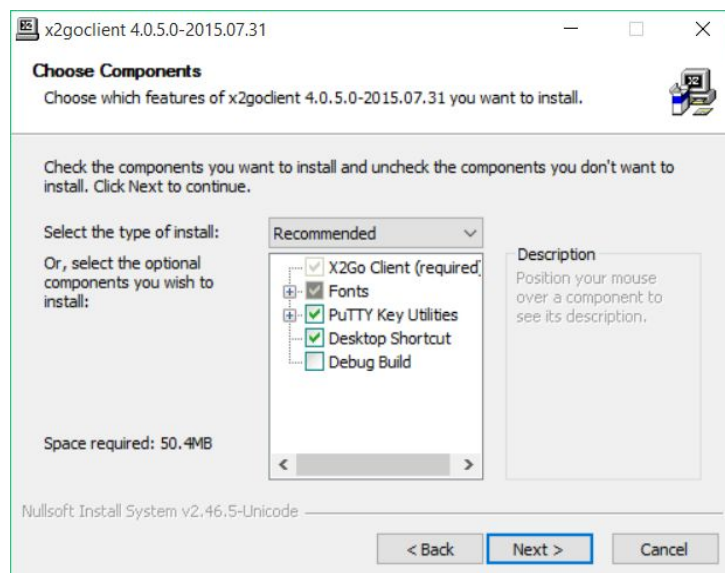 x2goclient 4.0.5.0-2015.07.31
Choose Components
Choose which features of x2goclient 4.0.5.0-2015.07.31 you want to install.
Check the components you want to install and uncheck the components you don't want to
install. Click Next to continue.
Select the type of install:
Recommended
Or, select the optional
components you wish to
install:
X2Go Client (required
Fonts
PuTTY Key Utilities
Desktop Shortcut
Debug Build
Description
Position your mouse
over a component to
see its description.
Space required: 50.4MB
Nullsoft Install System v2.46.5-Unicode
< Back
Next >
Cancel